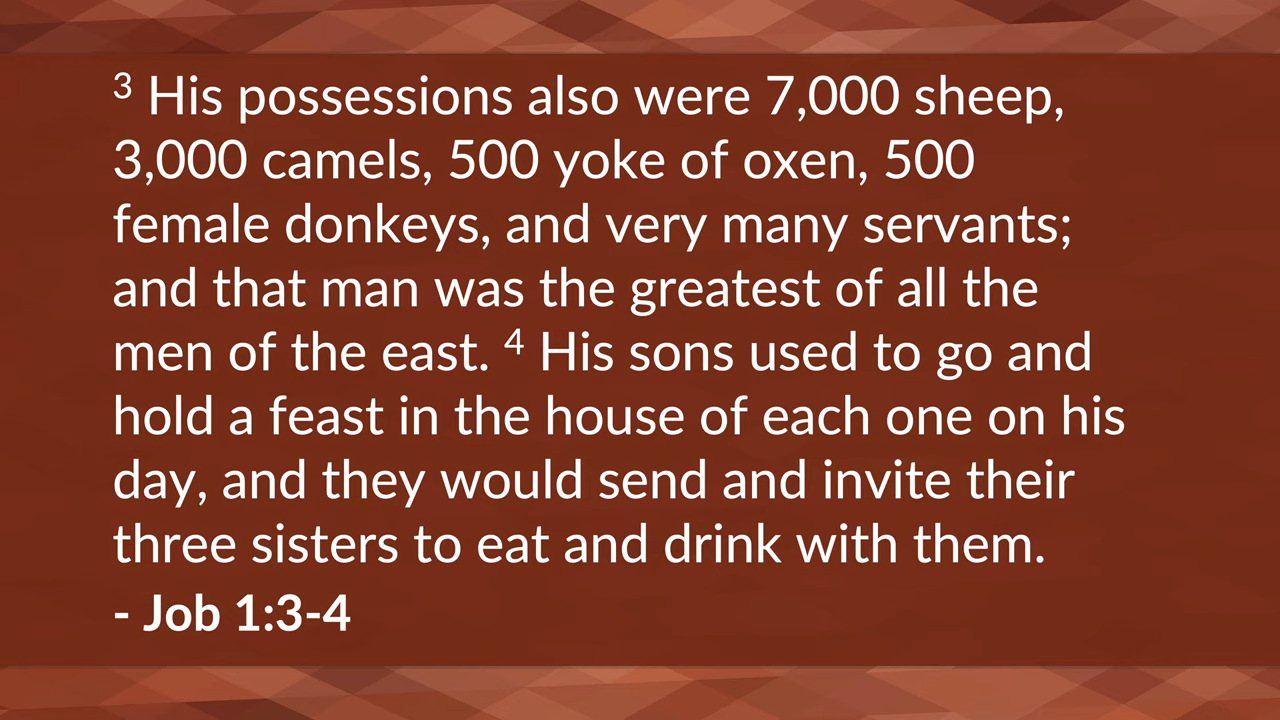 3 His possessions also were 7,000 sheep,
3,000 camels, 500 yoke of oxen, 500
female donkeys, and very many servants;
and that man was the greatest of all the
men of the east. 4 His sons used to go and
hold a feast in the house of each one on his
day, and they would send and invite their
three sisters to eat and drink with them.
- Job 1:3-4